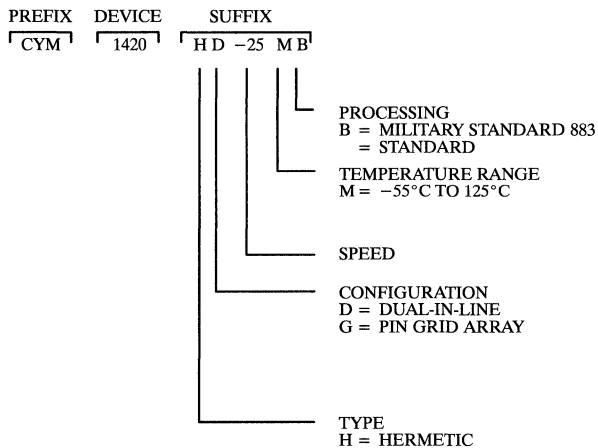 PREFIX DEVICE SUFFIX
CYM 1420 H D −25 M B
PROCESSING
B = MILITARY STANDARD 883
= STANDARD
TEMPERATURE RANGE
M = −55°C TO 125°C
SPEED
CONFIGURATION
D = DUAL-IN-LINE
G = PIN GRID ARRAY
TYPE
H = HERMETIC